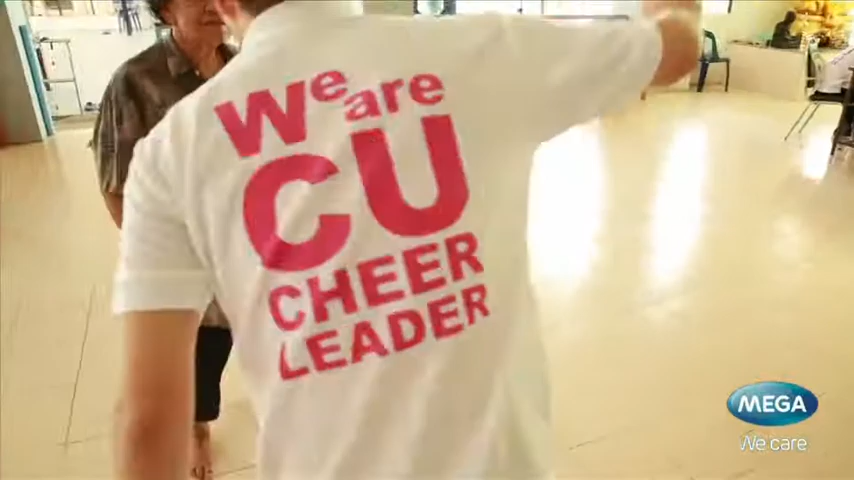 We are
CU
CHEER
LEADER
MEGA
We care